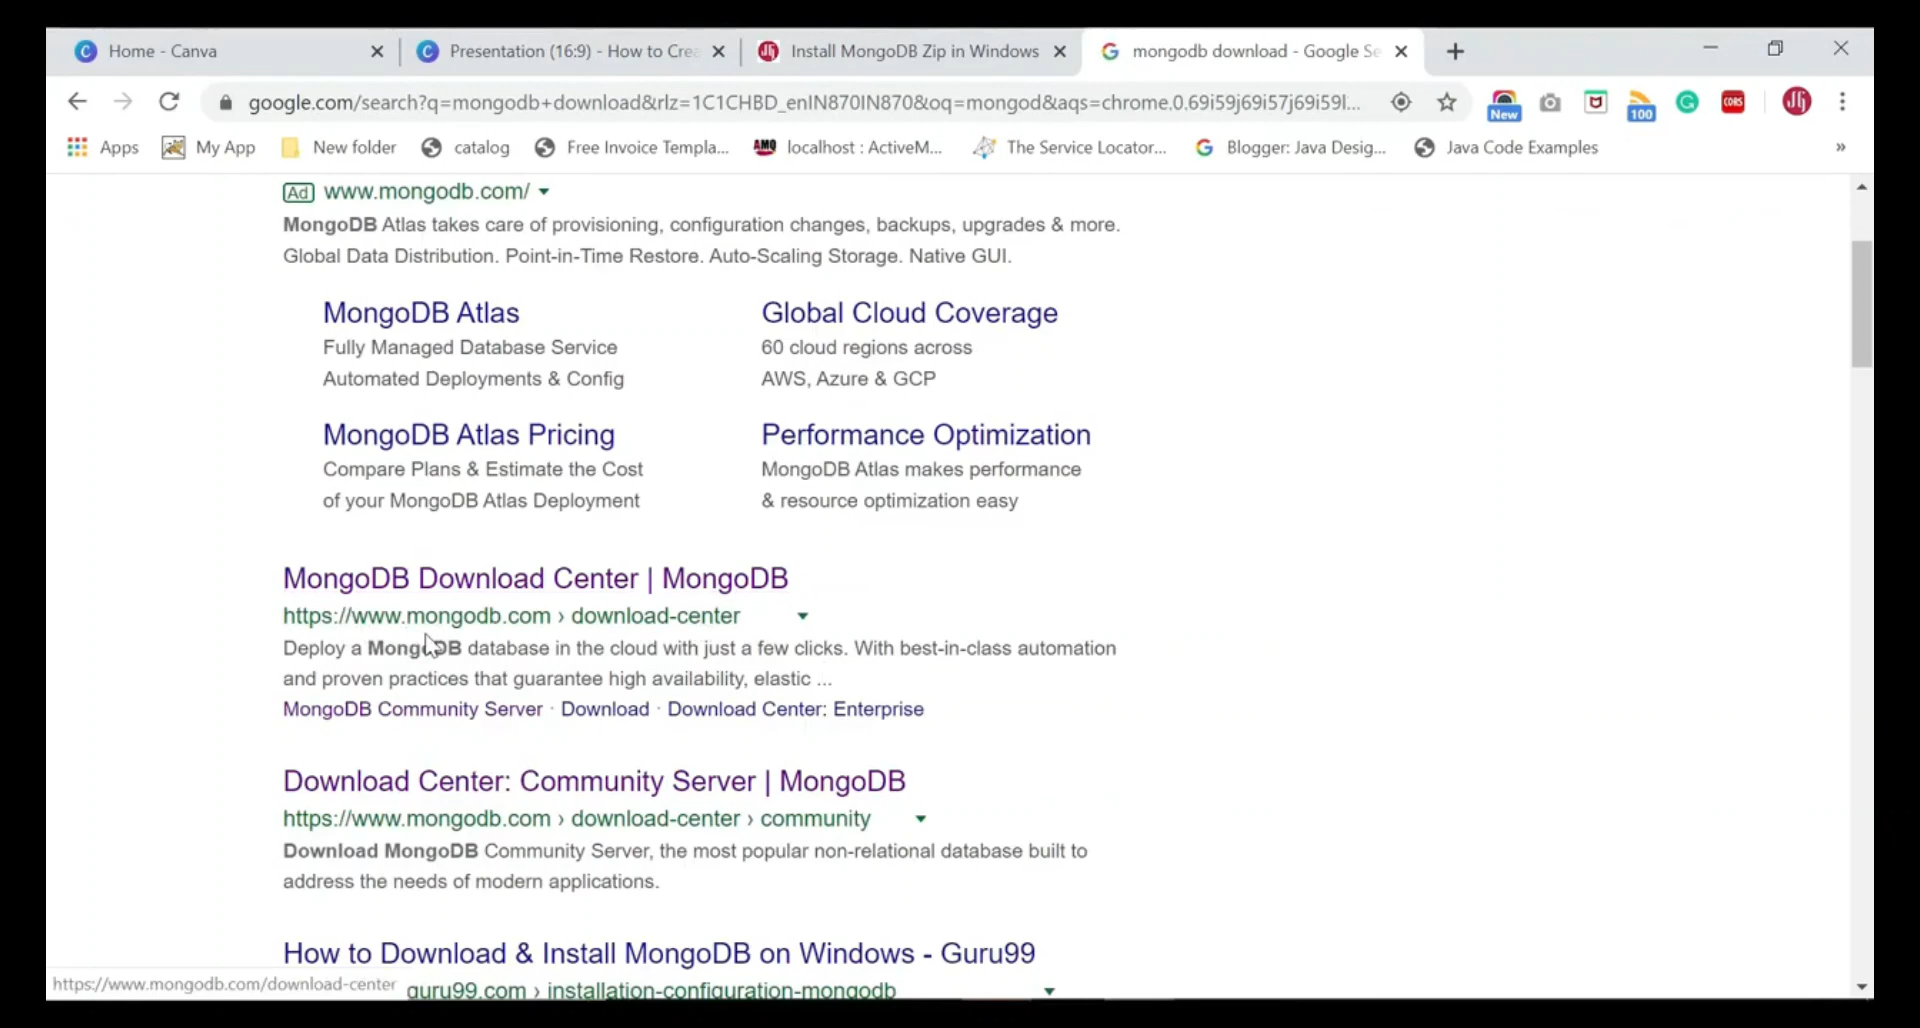 Home - Canva
Presentation (16:9) - How to Crea
Install MongoDB Zip in Windows
mongodb download - Google Se
google.com/search?q=mongodb+download&rlz=1C1CHBD_enIN870IN870&oq=mongod&aqs=chrome.0.69i59j69i57j69i59l...
New
100
CORS
Apps
My App
New folder
catalog
Free Invoice Templa...
AMQ
localhost : ActiveM...
The Service Locator...
Blogger: Java Desig...
Java Code Examples
»
Ad www.mongodb.com/
MongoDB Atlas takes care of provisioning, configuration changes, backups, upgrades & more.
Global Data Distribution. Point-in-Time Restore. Auto-Scaling Storage. Native GUI.
MongoDB Atlas
Fully Managed Database Service
Automated Deployments & Config
Global Cloud Coverage
60 cloud regions across
AWS, Azure & GCP
MongoDB Atlas Pricing
Compare Plans & Estimate the Cost
of your MongoDB Atlas Deployment
Performance Optimization
MongoDB Atlas makes performance
& resource optimization easy
MongoDB Download Center | MongoDB
https://www.mongodb.com › download-center
Deploy a MongoDB database in the cloud with just a few clicks. With best-in-class automation
and proven practices that guarantee high availability, elastic ...
MongoDB Community Server · Download · Download Center: Enterprise
Download Center: Community Server | MongoDB
https://www.mongodb.com › download-center › community
Download MongoDB Community Server, the most popular non-relational database built to
address the needs of modern applications.
How to Download & Install MongoDB on Windows - Guru99
guru99.com › installation-configuration-mongodb
https://www.mongodb.com/download-center